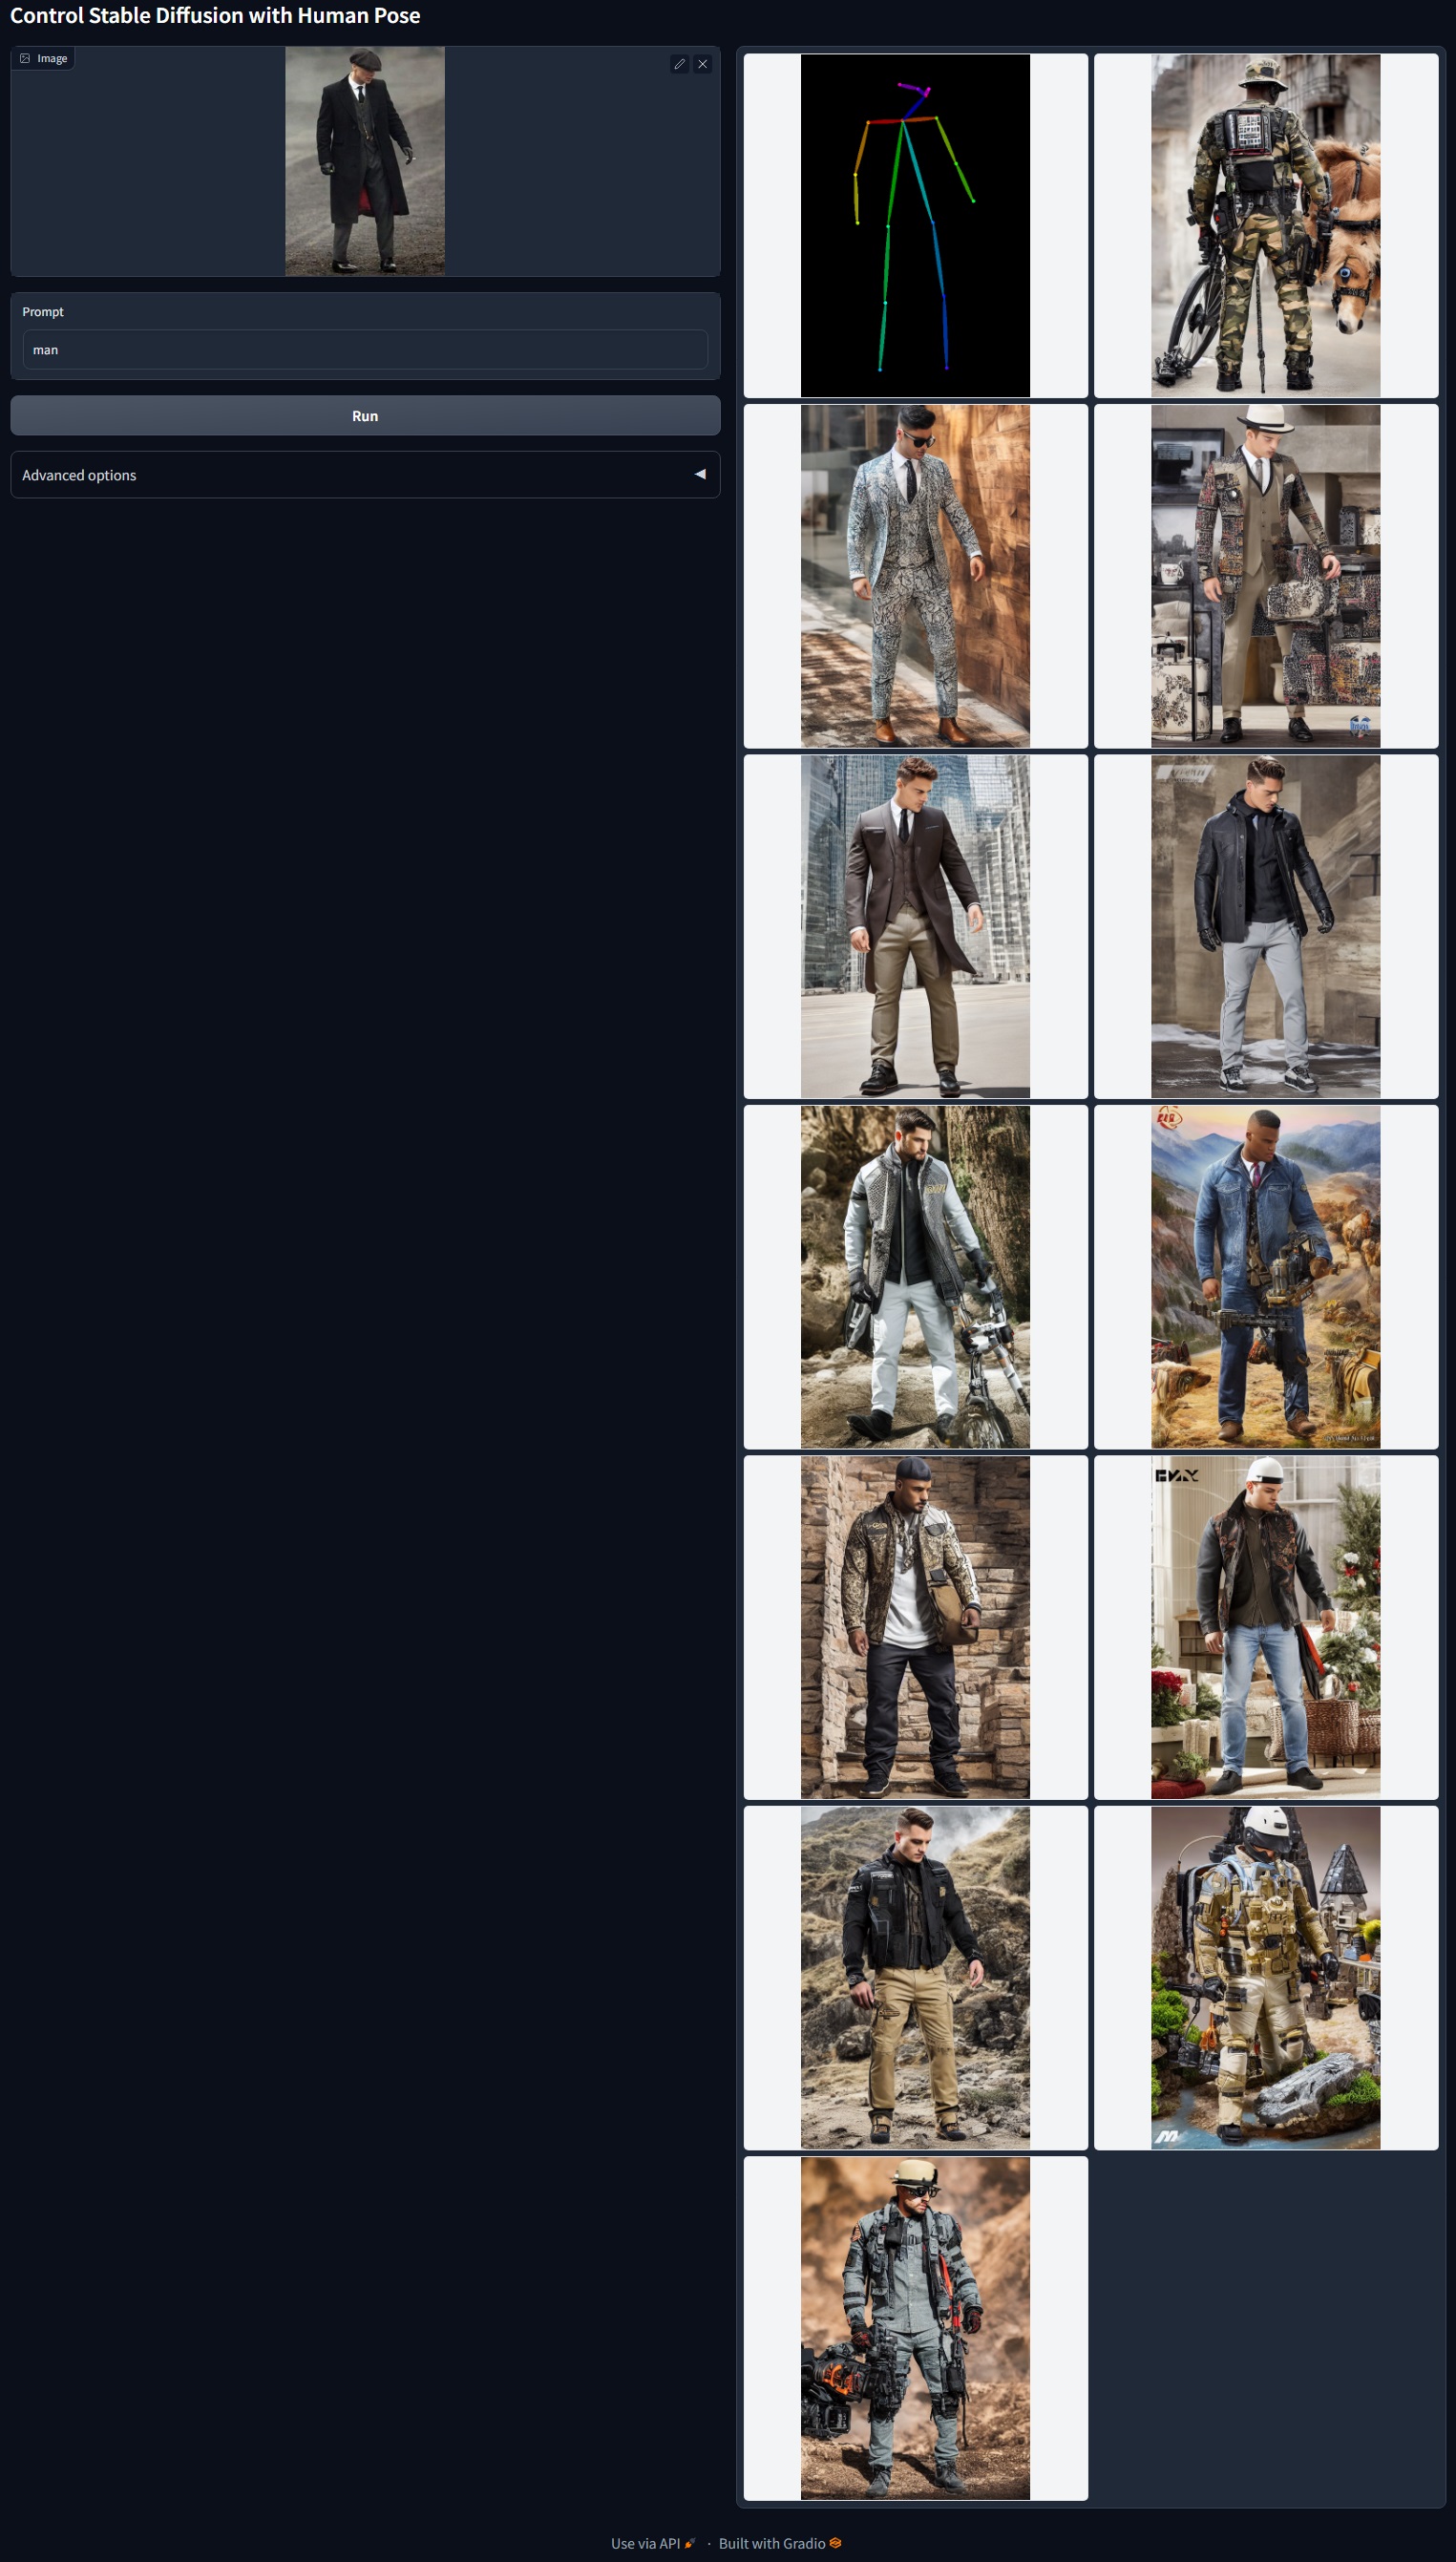 Control Stable Diffusion with Human Pose
Image
Prompt
man
Run
Advanced options
Use via API · Built with Gradio